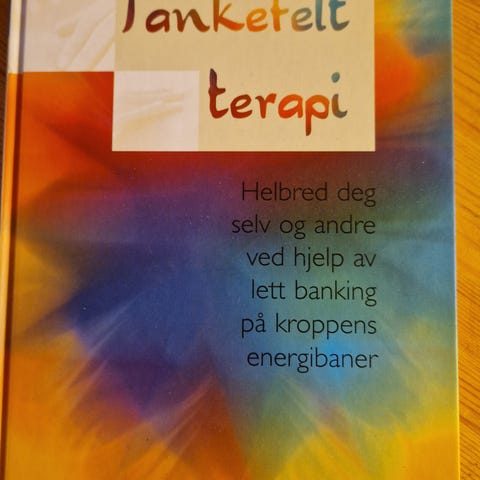 Tankefelt
terapi
Helbred deg
selv og andre
ved hjelp av
lett banking
på kroppens
energibaner